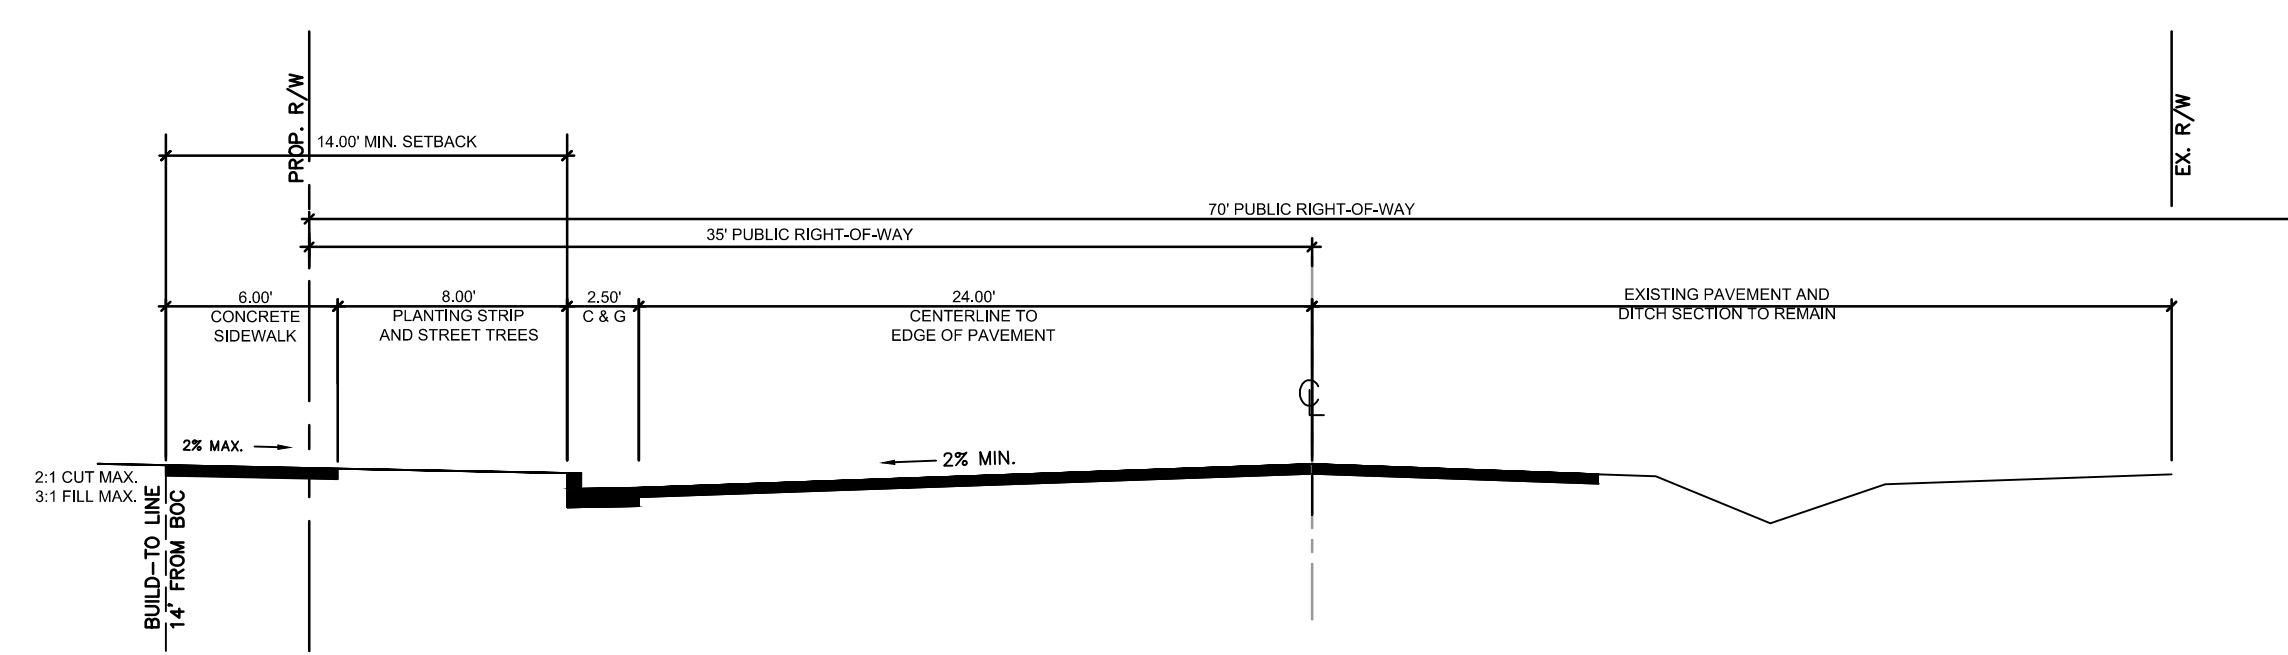 PROP. R/W
EX. R/W
14.00' MIN. SETBACK
70' PUBLIC RIGHT-OF-WAY
35' PUBLIC RIGHT-OF-WAY
6.00'
CONCRETE
SIDEWALK
8.00'
PLANTING STRIP
AND STREET TREES
2.50'
C & G
24.00'
CENTERLINE TO
EDGE OF PAVEMENT
EXISTING PAVEMENT AND
DITCH SECTION TO REMAIN
CL
2% MAX.
2% MIN.
2:1 CUT MAX.
3:1 FILL MAX.
BUILD-TO LINE
14' FROM BOC